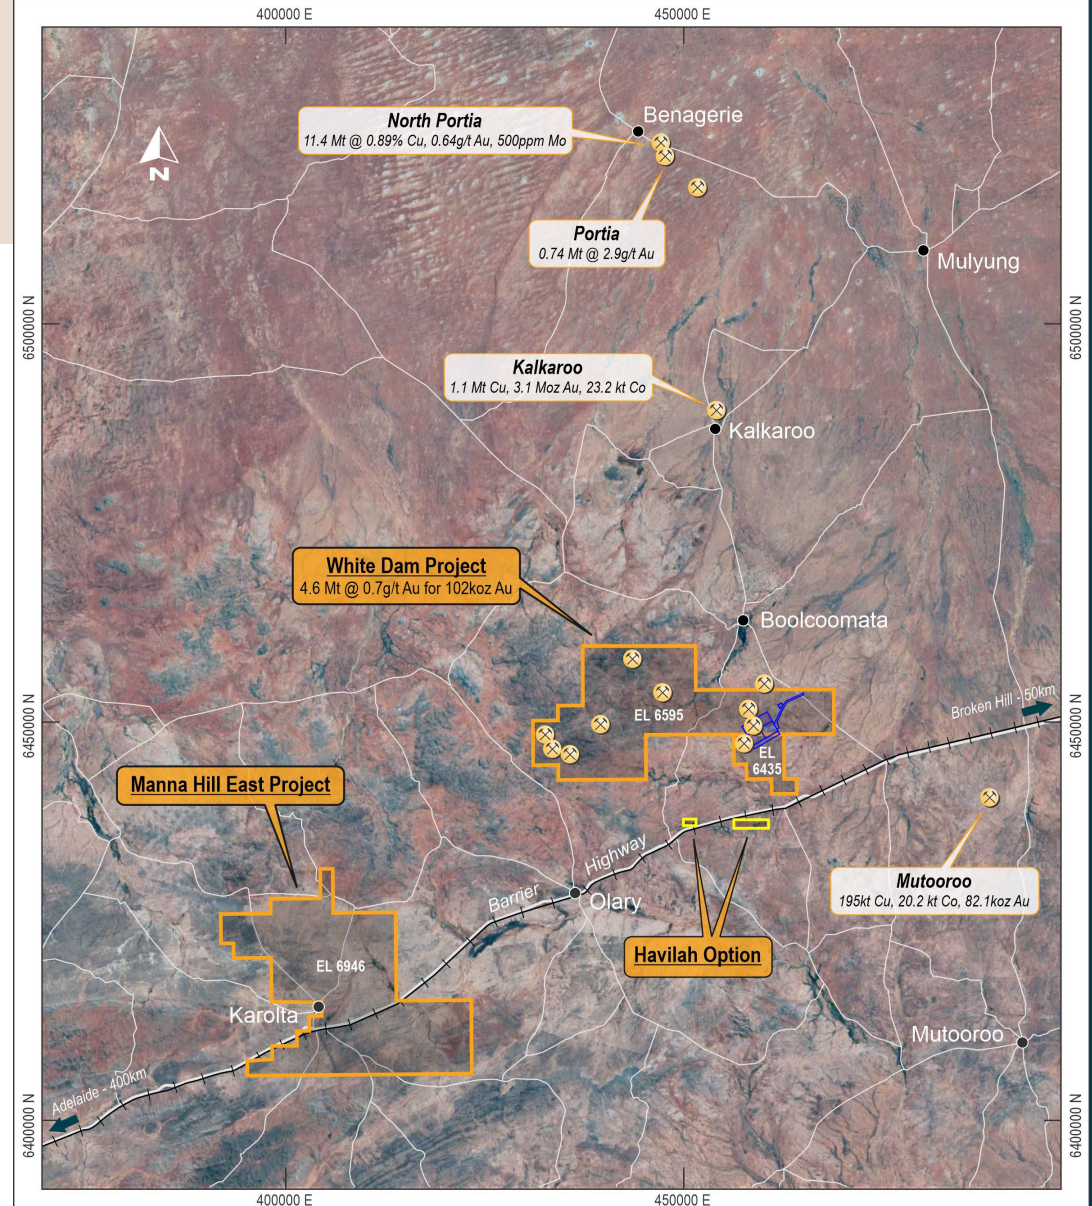 400000 E
450000 E
N
North Portia
11.4 Mt @ 0.89% Cu, 0.64g/t Au, 500ppm Mo
Benagerie
Portia
0.74 Mt @ 2.9g/t Au
Mulyung
6500000 N
6500000 N
Kalkaroo
1.1 Mt Cu, 3.1 Moz Au, 23.2 kt Co
Kalkaroo
White Dam Project
4.6 Mt @ 0.7g/t Au for 102koz Au
Boolcoomata
EL 6595
Broken Hill - 50km
6450000 N
6450000 N
EL
6435
Manna Hill East Project
Barrier Highway
Olary
Mutooroo
195kt Cu, 20.2 kt Co, 82.1koz Au
Havilah Option
EL 6946
Karolta
Mutooroo
Adelaide - 400km
6400000 N
6400000 N
400000 E
450000 E